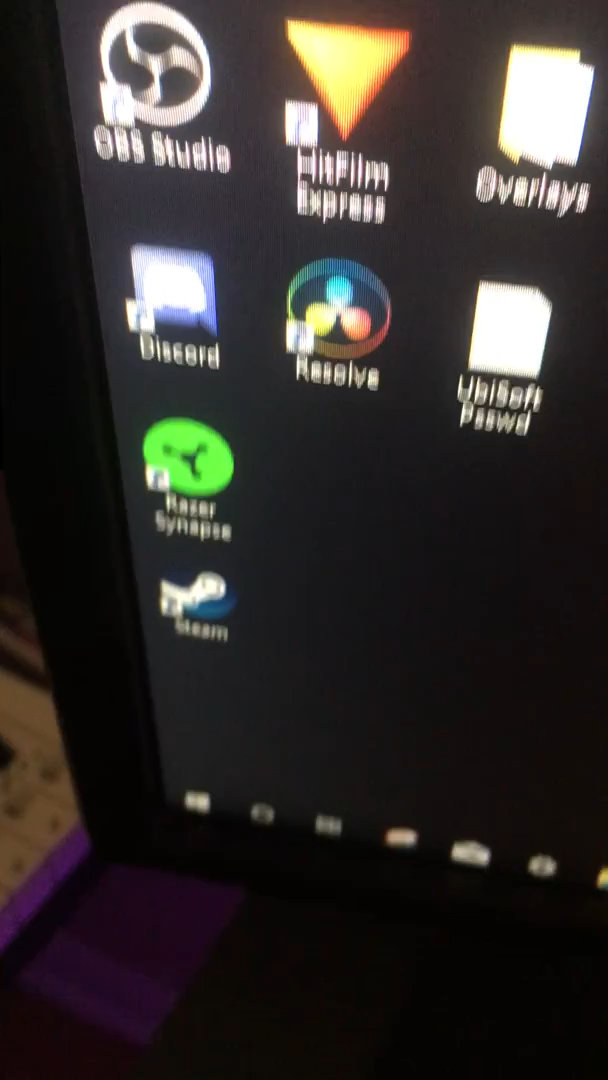 OBS Studio
HitFilm
Express
Overlays
Discord
Resolve
UbiSoft
Psswd
Razer
Synapse
Steam